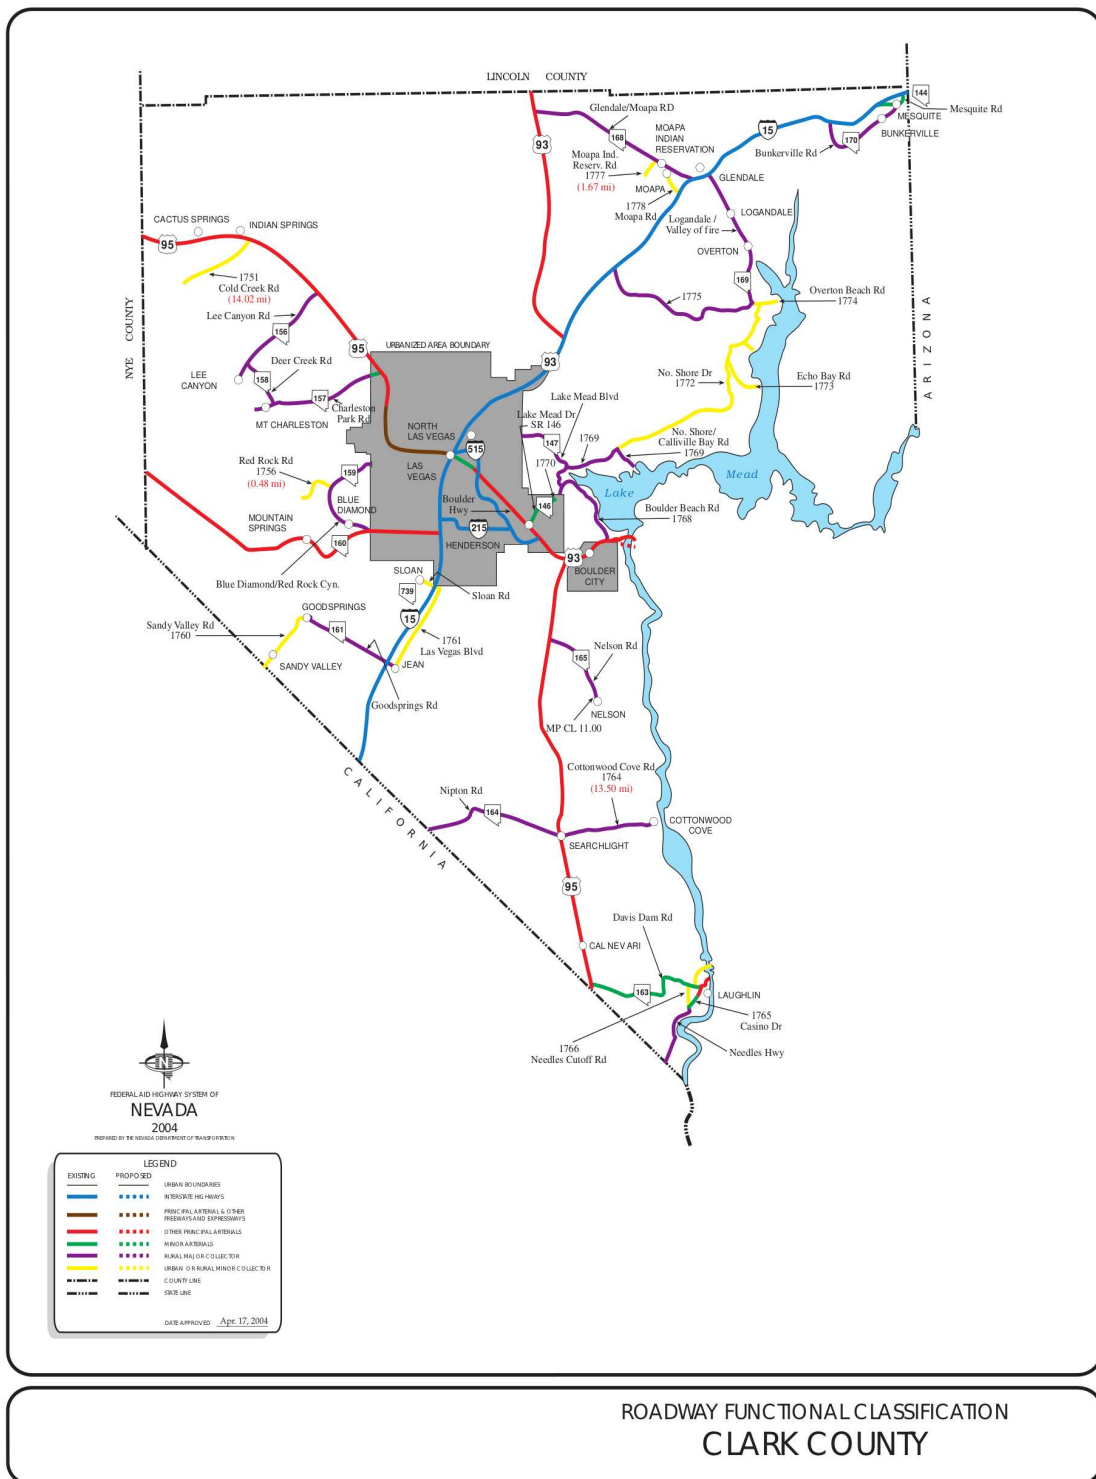 LINCOLN COUNTY
144
Mesquite Rd
MESQUITE
BUNKERVILLE
15
170
Bunkerville Rd
Glendale/Moapa RD
93
168
MOAPA
INDIAN
RESERVATION
Moapa Ind.
Reserv. Rd
1777
(1.67 mi)
GLENDALE
MOAPA
1778
Moapa Rd
Logandale /
Valley of fire
LOGANDALE
OVERTON
CACTUS SPRINGS
INDIAN SPRINGS
95
1751
Cold Creek Rd
(14.02 mi)
169
Overton Beach Rd
1774
1775
NYE COUNTY
ARIZONA
Lee Canyon Rd
156
95
URBANIZED AREA BOUNDARY
93
Deer Creek Rd
LEE
CANYON
158
157
No. Shore Dr
1772
Echo Bay Rd
1773
Charleston
Park Rd
MT CHARLESTON
Lake Mead Blvd
Lake Mead Dr
SR 146
NORTH
LAS VEGAS
515
147
1769
No. Shore/
Callville Bay Rd
1769
Red Rock Rd
1756
(0.48 mi)
159
LAS
VEGAS
1770
Lake Mead
BLUE
DIAMOND
Boulder
Hwy
146
Boulder Beach Rd
1768
MOUNTAIN
SPRINGS
160
215
HENDERSON
93
BOULDER
CITY
Blue Diamond/Red Rock Cyn.
SLOAN
739
Sloan Rd
GOODSPRINGS
15
Sandy Valley Rd
1760
161
1761
Las Vegas Blvd
SANDY VALLEY
JEAN
165
Nelson Rd
Goodsprings Rd
NELSON
MP CL 11.00
CALIFORNIA
Cottonwood Cove Rd
1764
(13.50 mi)
Nipton Rd
164
COTTONWOOD
COVE
SEARCHLIGHT
95
Davis Dam Rd
CAL NEV ARI
163
LAUGHLIN
1765
Casino Dr
1766
Needles Cutoff Rd
Needles Hwy
N
FEDERAL AID HIGHWAY SYSTEM OF
NEVADA
2004
PREPARED BY THE NEVADA DEPARTMENT OF TRANSPORTATION
LEGEND
EXISTING PROPOSED
URBAN BOUNDARIES
INTERSTATE HIGHWAYS
PRINCIPAL ARTERIAL & OTHER
FREEWAYS AND EXPRESSWAYS
OTHER PRINCIPAL ARTERIALS
MINOR ARTERIALS
RURAL MAJOR COLLECTOR
URBAN OR RURAL MINOR COLLECTOR
COUNTY LINE
STATE LINE
DATE APPROVED Apr. 17, 2004
ROADWAY FUNCTIONAL CLASSIFICATION
CLARK COUNTY